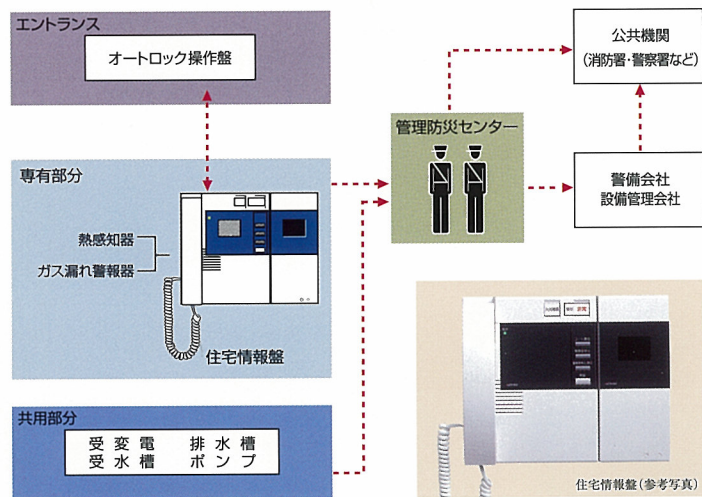 エントランス
オートロック操作盤
専有部分
熱感知器
ガス漏れ警報器
住宅情報盤
共用部分
受変電 排水槽
受水槽 ポンプ
管理防災センター
公共機関
(消防署・警察署など)
警備会社
設備管理会社
住宅情報盤(参考写真)